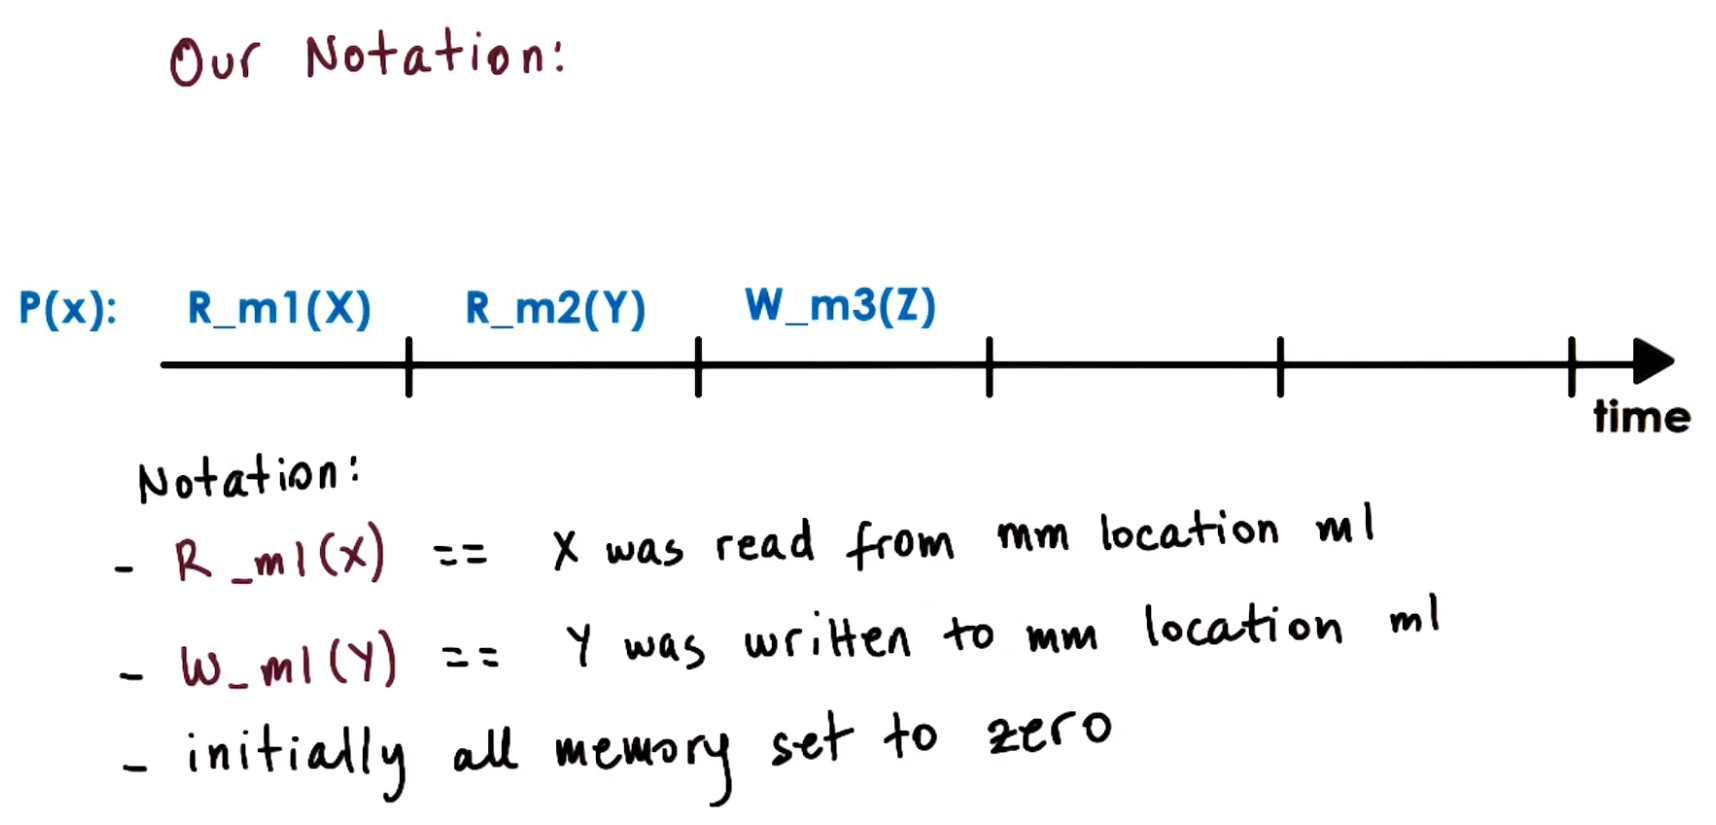 Our Notation:
P(x): R_m1(X) R_m2(Y) W_m3(Z)
time
Notation:
- R_m1(X) == X was read from mm location m1
- W_m1(Y) == Y was written to mm location m1
- initially all memory set to zero